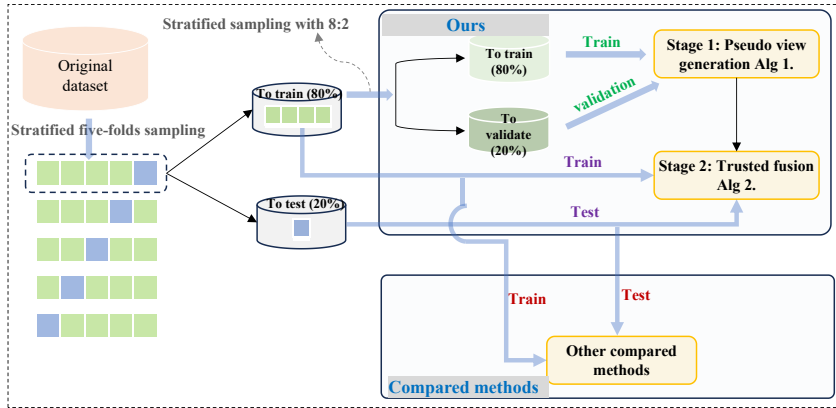 Stratified sampling with 8:2
Ours
Original
dataset
To train
(80%)
Train
Stage 1: Pseudo view
generation Alg 1.
To train (80%)
validation
To
validate
(20%)
Stratified five-folds sampling
Train
Stage 2: Trusted fusion
Alg 2.
To test (20%)
Test
Train
Test
Other compared
methods
Compared methods